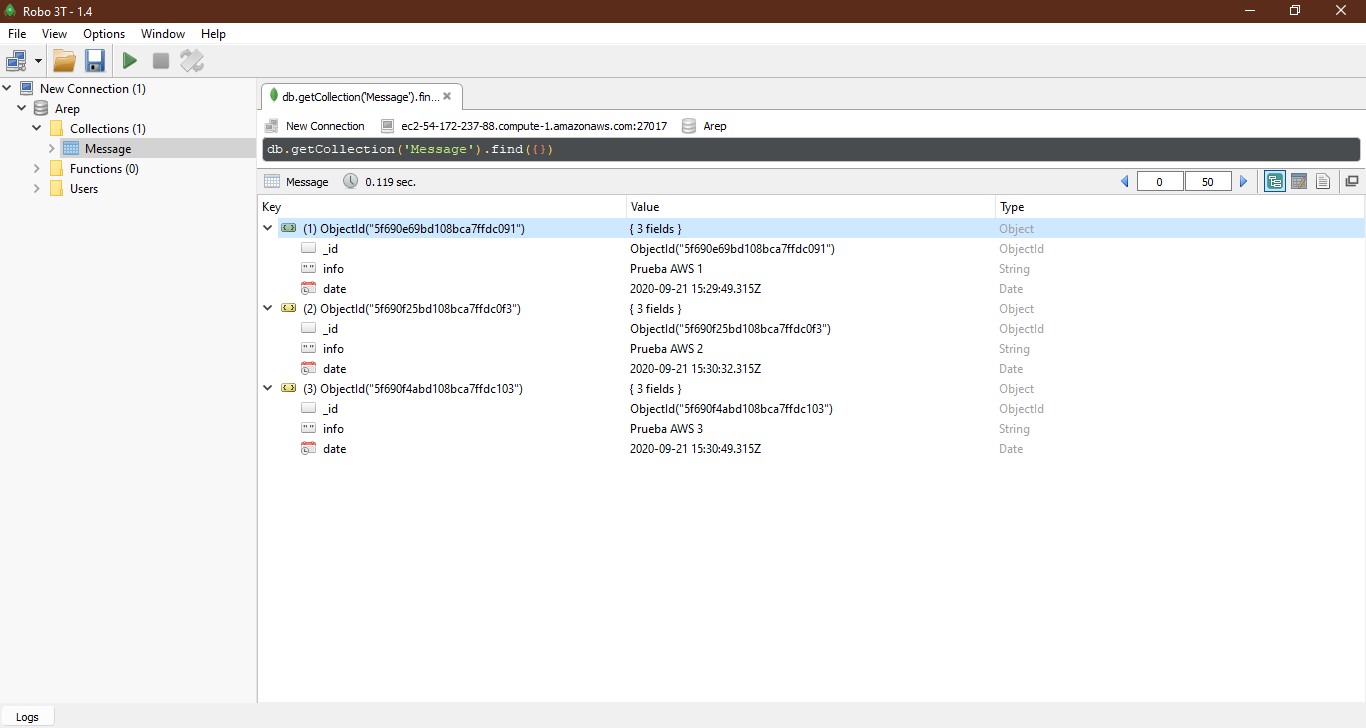 Robo 3T - 1.4
File View Options Window Help
New Connection (1)
Arep
Collections (1)
Message
Functions (0)
Users
db.getCollection('Message').fin...
New Connection ec2-54-172-237-88.compute-1.amazonaws.com:27017 Arep
db.getCollection('Message').find({})
Message 0.119 sec. 0 50
Key Value Type
(1) ObjectId("5f690e69bd108bca7ffdc091") { 3 fields } Object
_id ObjectId("5f690e69bd108bca7ffdc091") ObjectId
info Prueba AWS 1 String
date 2020-09-21 15:29:49.315Z Date
(2) ObjectId("5f690f25bd108bca7ffdc0f3") { 3 fields } Object
_id ObjectId("5f690f25bd108bca7ffdc0f3") ObjectId
info Prueba AWS 2 String
date 2020-09-21 15:30:32.315Z Date
(3) ObjectId("5f690f4abd108bca7ffdc103") { 3 fields } Object
_id ObjectId("5f690f4abd108bca7ffdc103") ObjectId
info Prueba AWS 3 String
date 2020-09-21 15:30:49.315Z Date
Logs